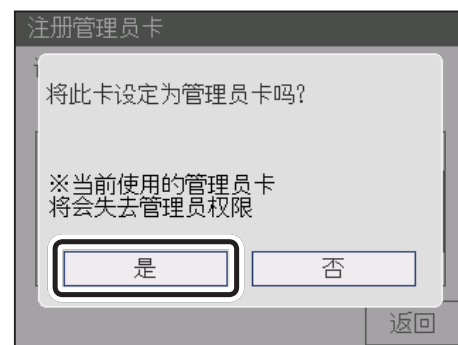 注册管理员卡
将此卡设定为管理员卡吗?
※当前使用的管理员卡
将会失去管理员权限
是
否
返回